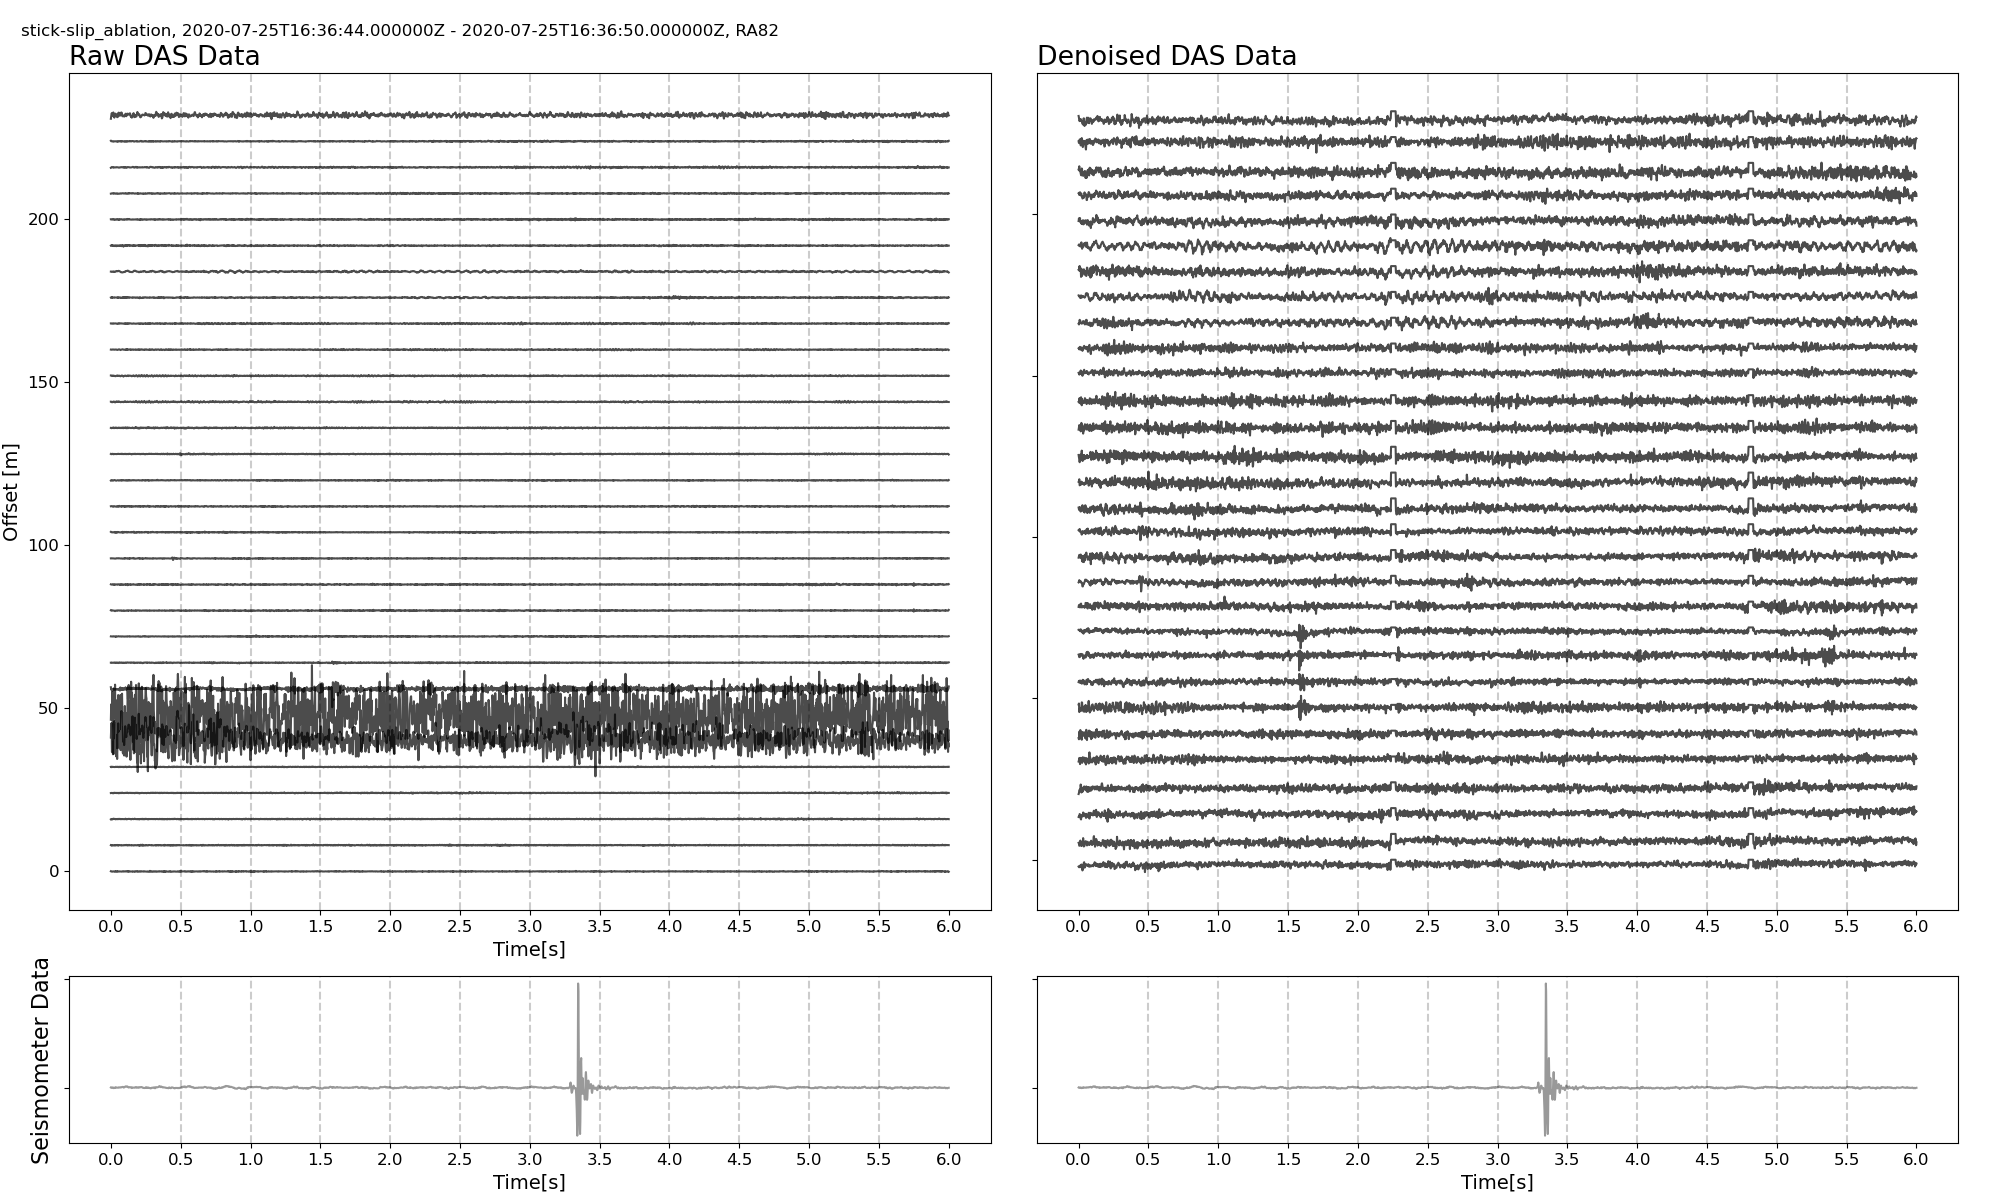 stick-slip_ablation, 2020-07-25T16:36:44.000000Z - 2020-07-25T16:36:50.000000Z, RA82
Raw DAS Data
Denoised DAS Data
Offset [m]
200
150
100
50
0
0.0 0.5 1.0 1.5 2.0 2.5 3.0 3.5 4.0 4.5 5.0 5.5 6.0
Time[s]
0.0 0.5 1.0 1.5 2.0 2.5 3.0 3.5 4.0 4.5 5.0 5.5 6.0
Seismometer Data
0.0 0.5 1.0 1.5 2.0 2.5 3.0 3.5 4.0 4.5 5.0 5.5 6.0
Time[s]
0.0 0.5 1.0 1.5 2.0 2.5 3.0 3.5 4.0 4.5 5.0 5.5 6.0
Time[s]